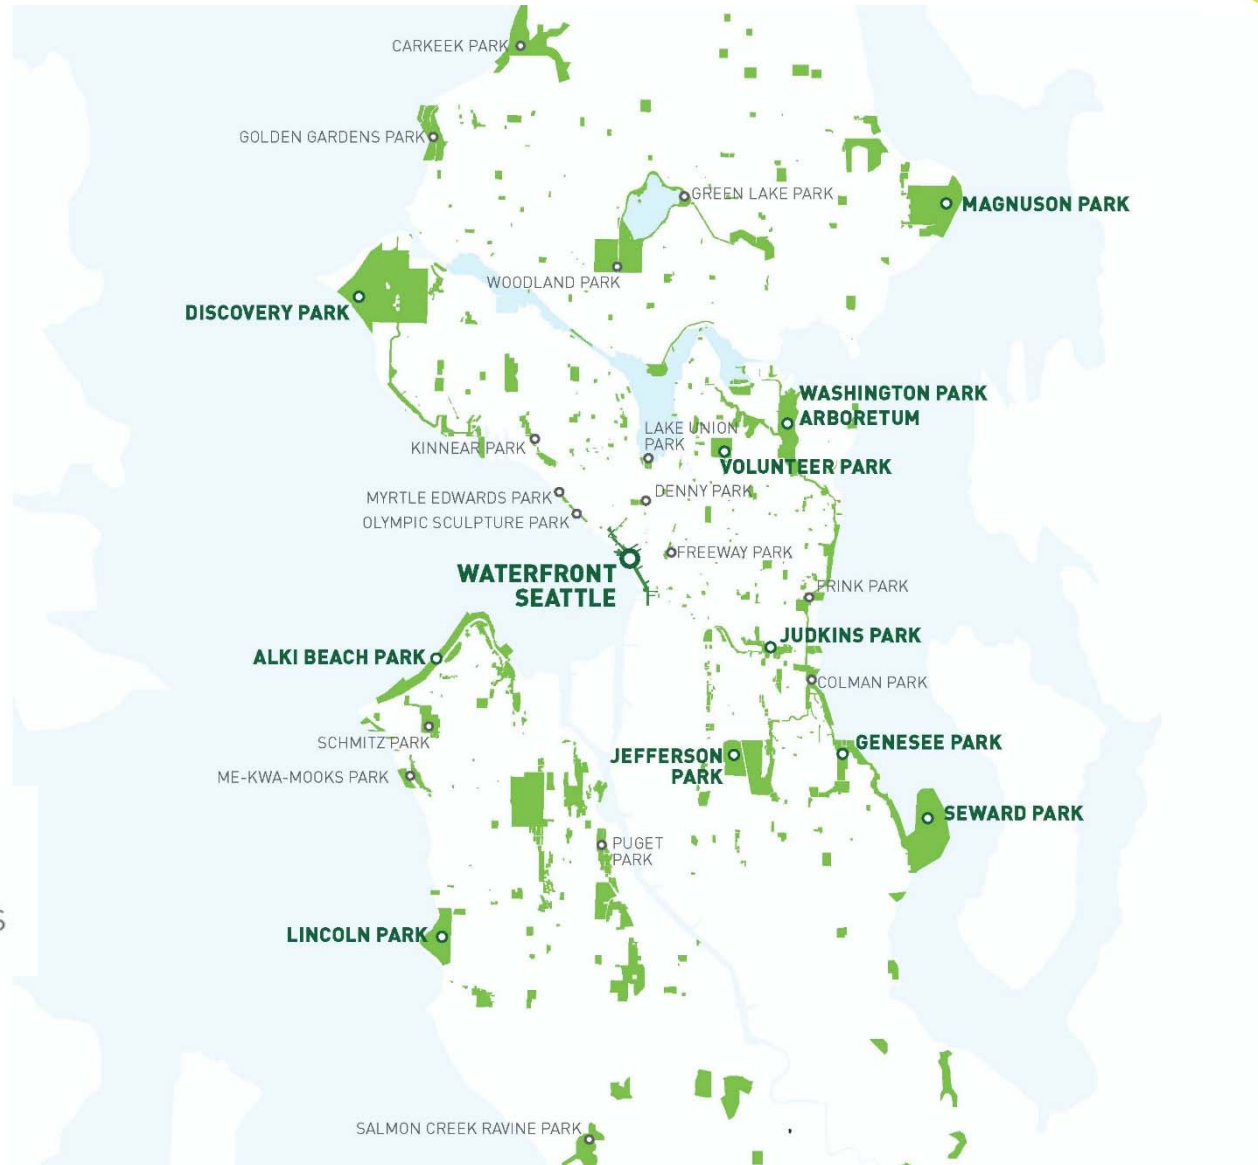 CARKEEK PARK
GOLDEN GARDENS PARK
GREEN LAKE PARK
MAGNUSON PARK
WOODLAND PARK
DISCOVERY PARK
WASHINGTON PARK
ARBORETUM
LAKE UNION
PARK
KINNEAR PARK
VOLUNTEER PARK
MYRTLE EDWARDS PARK
DENNY PARK
OLYMPIC SCULPTURE PARK
FREEWAY PARK
WATERFRONT
SEATTLE
FRINK PARK
JUDKINS PARK
ALKI BEACH PARK
COLMAN PARK
SCHMITZ PARK
GENESEE PARK
JEFFERSON
PARK
ME-KWA-MOOKS PARK
SEWARD PARK
PUGET
PARK
S
LINCOLN PARK
SALMON CREEK RAVINE PARK